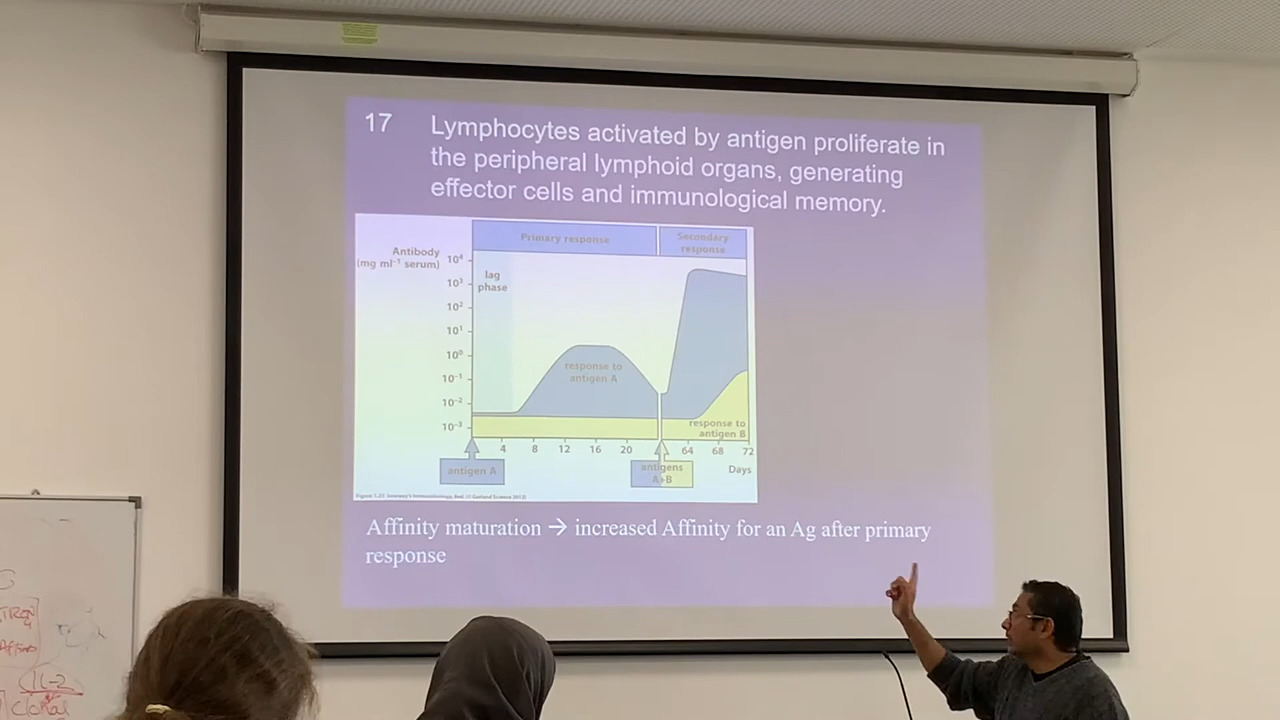 17 Lymphocytes activated by antigen proliferate in
the peripheral lymphoid organs, generating
effector cells and immunological memory.
Primary response
Secondary
response
Antibody
(mg ml⁻¹ serum)
10⁴
10³
10²
10¹
10⁰
10⁻¹
10⁻²
10⁻³
lag
phase
response to
antigen A
response to
antigen B
4 8 12 16 20 64 68 72
Days
antigen A
antigens
A+B
Affinity maturation → increased Affinity for an Ag after primary
response
IL-2